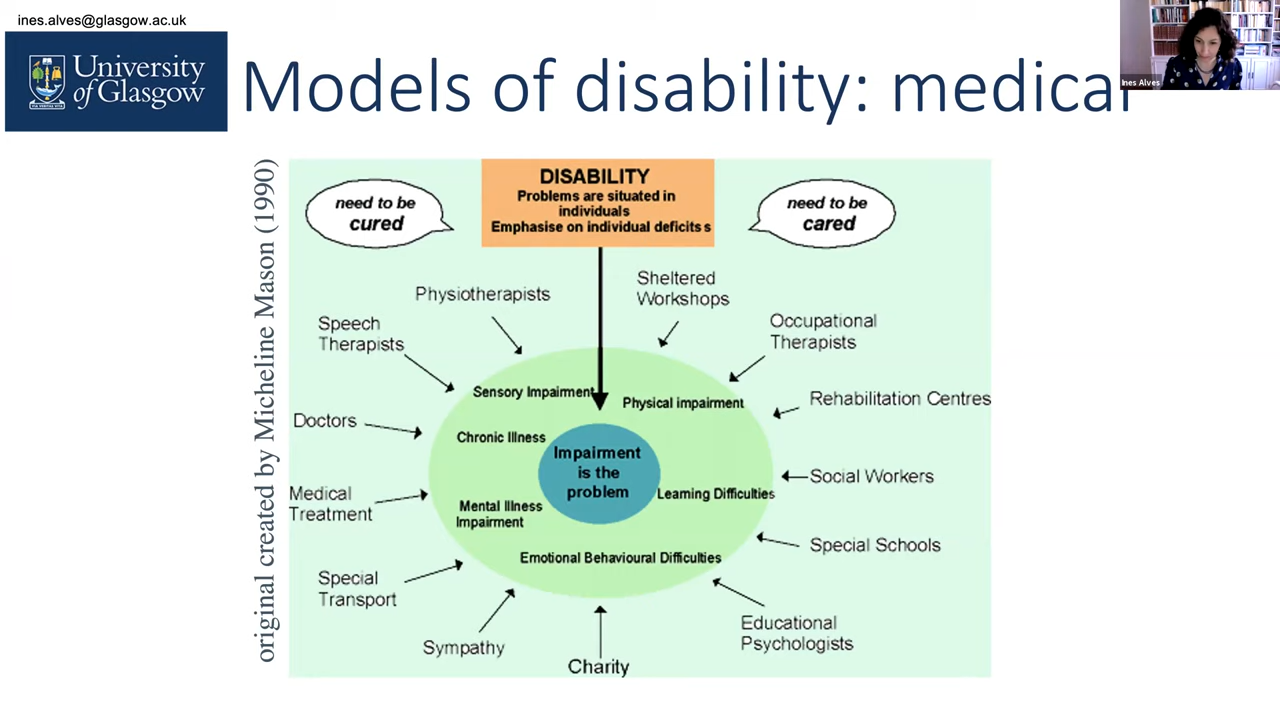 ines.alves@glasgow.ac.uk
University
of Glasgow
Models of disability: medical
Ines Alves
original created by Micheline Mason (1990)
DISABILITY
Problems are situated in
individuals
Emphasise on individual deficits
need to be
cured
need to be
cared
Physiotherapists
Sheltered
Workshops
Speech
Therapists
Occupational
Therapists
Doctors
Rehabilitation Centres
Medical
Treatment
Social Workers
Special
Transport
Special Schools
Sympathy
Charity
Educational
Psychologists
Sensory Impairment
Physical impairment
Chronic Illness
Impairment
is the
problem
Learning Difficulties
Mental Illness
Impairment
Emotional Behavioural Difficulties